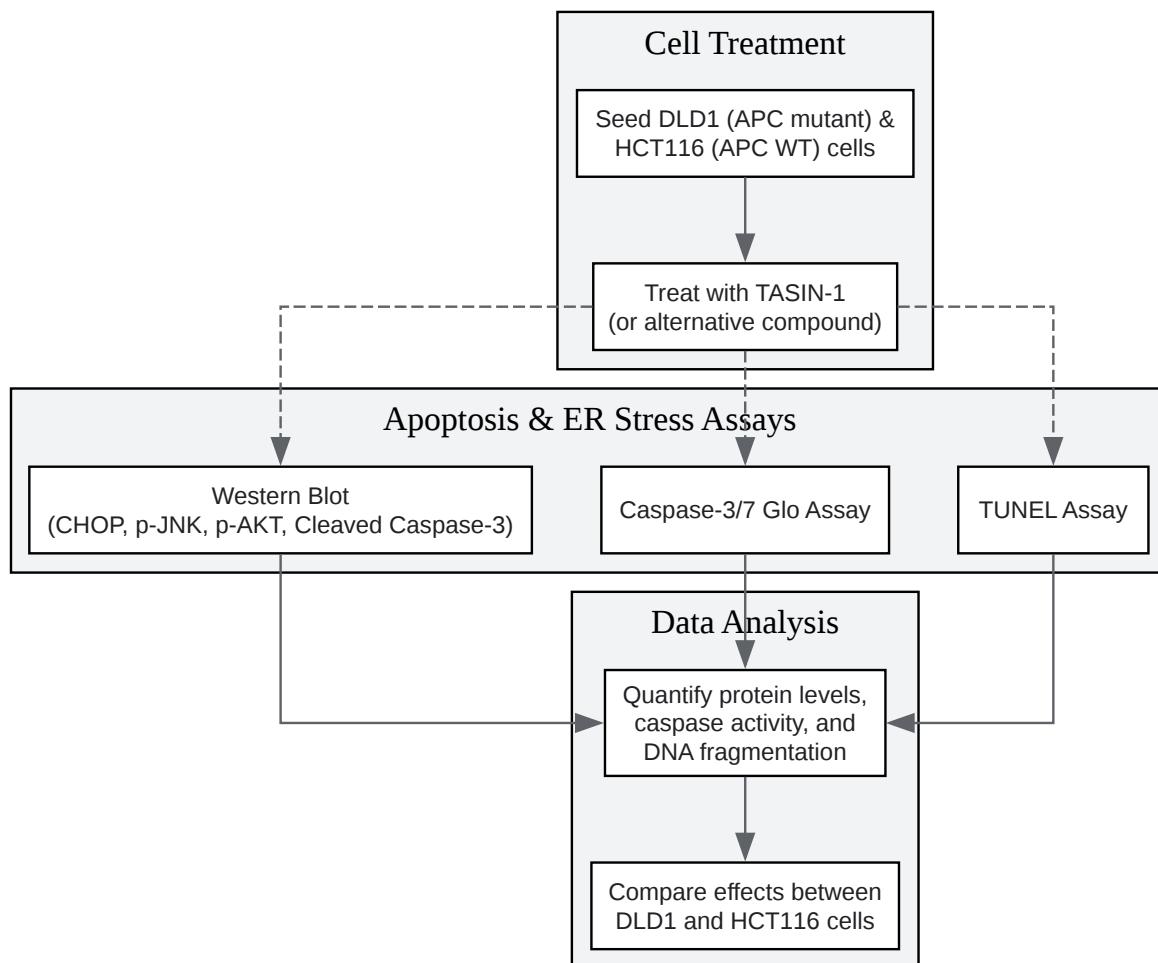 Cell Treatment
Seed DLD1 (APC mutant) &
HCT116 (APC WT) cells
Treat with TASIN-1
(or alternative compound)
Apoptosis & ER Stress Assays
Western Blot
(CHOP, p-JNK, p-AKT, Cleaved Caspase-3)
Caspase-3/7 Glo Assay
TUNEL Assay
Data Analysis
Quantify protein levels,
caspase activity, and
DNA fragmentation
Compare effects between
DLD1 and HCT116 cells